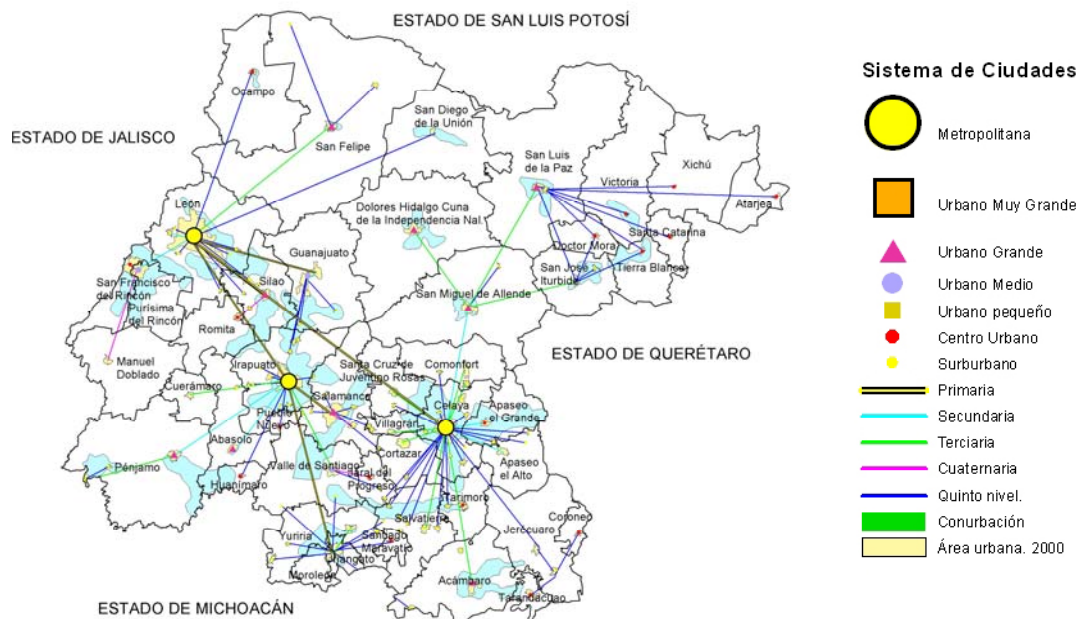 ESTADO DE SAN LUIS POTOSÍ
Ocampo
San Diego
de la Unión
ESTADO DE JALISCO
San Felipe
San Luis
de la Paz
Xichú
Victoria
Atarjea
León
Dolores Hidalgo Cuna
de la Independencia Nal.
Santa Catarina
Doctor Mora
Guanajuato
San José
Iturbide
Tierra Blanca
San Francisco
del Rincón
Silao
San Miguel de Allende
Purísima
del Rincón
Romita
ESTADO DE QUERÉTARO
Manuel
Doblado
Irapuato
Santa Cruz de
Juventino Rosas
Comonfort
Cuerámaro
Salamanca
Celaya
Apaseo
el Grande
Pueblo
Nuevo
Villagrán
Abasolo
Cortazar
Pénjamo
Valle de Santiago
Apaseo
el Alto
Huanímaro
Jaral del
Progreso
Tarimoro
Salvatierra
Jerécuaro
Coroneo
Yuriria
Santiago
Maravatío
Uriangato
Moroleón
Acámbaro
Tarandacuao
ESTADO DE MICHOACÁN
Sistema de Ciudades
Metropolitana
Urbano Muy Grande
Urbano Grande
Urbano Medio
Urbano pequeño
Centro Urbano
Surburbano
Primaria
Secundaria
Terciaria
Cuaternaria
Quinto nivel.
Conurbación
Área urbana. 2000